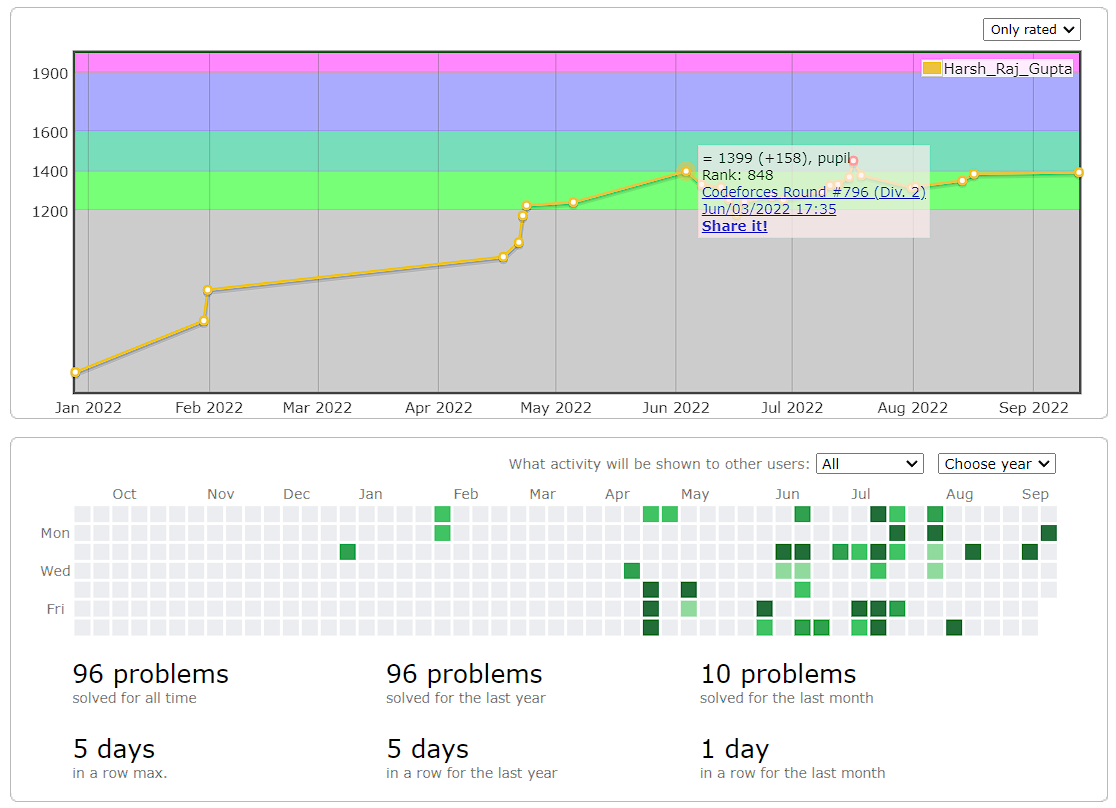 Only rated
1900
Harsh_Raj_Gupta
1600
= 1399 (+158), pupil
1400
Rank: 848
Codeforces Round #796 (Div. 2)
1200
Jun/03/2022 17:35
Share it!
Jan 2022 Feb 2022 Mar 2022 Apr 2022 May 2022 Jun 2022 Jul 2022 Aug 2022 Sep 2022
What activity will be shown to other users: All Choose year
Oct Nov Dec Jan Feb Mar Apr May Jun Jul Aug Sep
Mon
Wed
Fri
96 problems 96 problems 10 problems
solved for all time solved for the last year solved for the last month
5 days 5 days 1 day
in a row max. in a row for the last year in a row for the last month